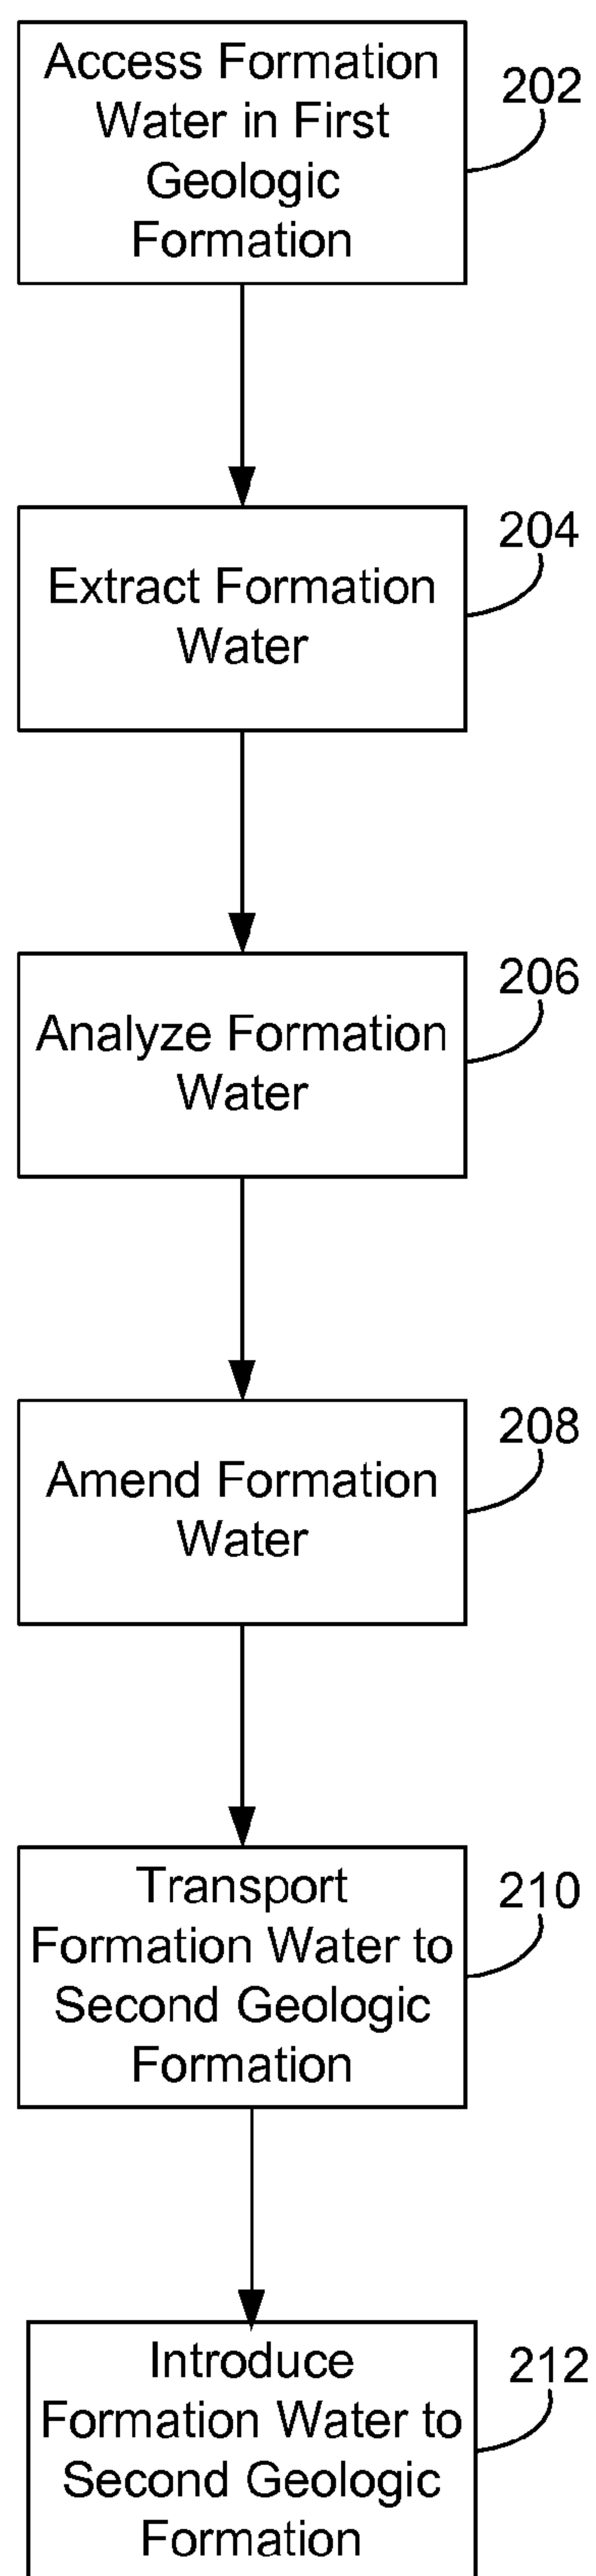 Access Formation
Water in First
Geologic
Formation
202
Extract Formation
Water
204
Analyze Formation
Water
206
Amend Formation
Water
208
Transport
Formation Water to
Second Geologic
Formation
210
Introduce
Formation Water to
Second Geologic
Formation
212